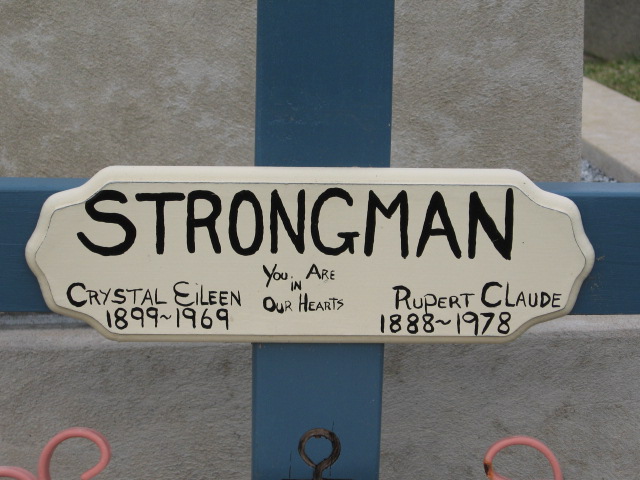 STRONGMAN
You Are
in
Our Hearts
Crystal Eileen
1899~1969
Rupert Claude
1888~1978